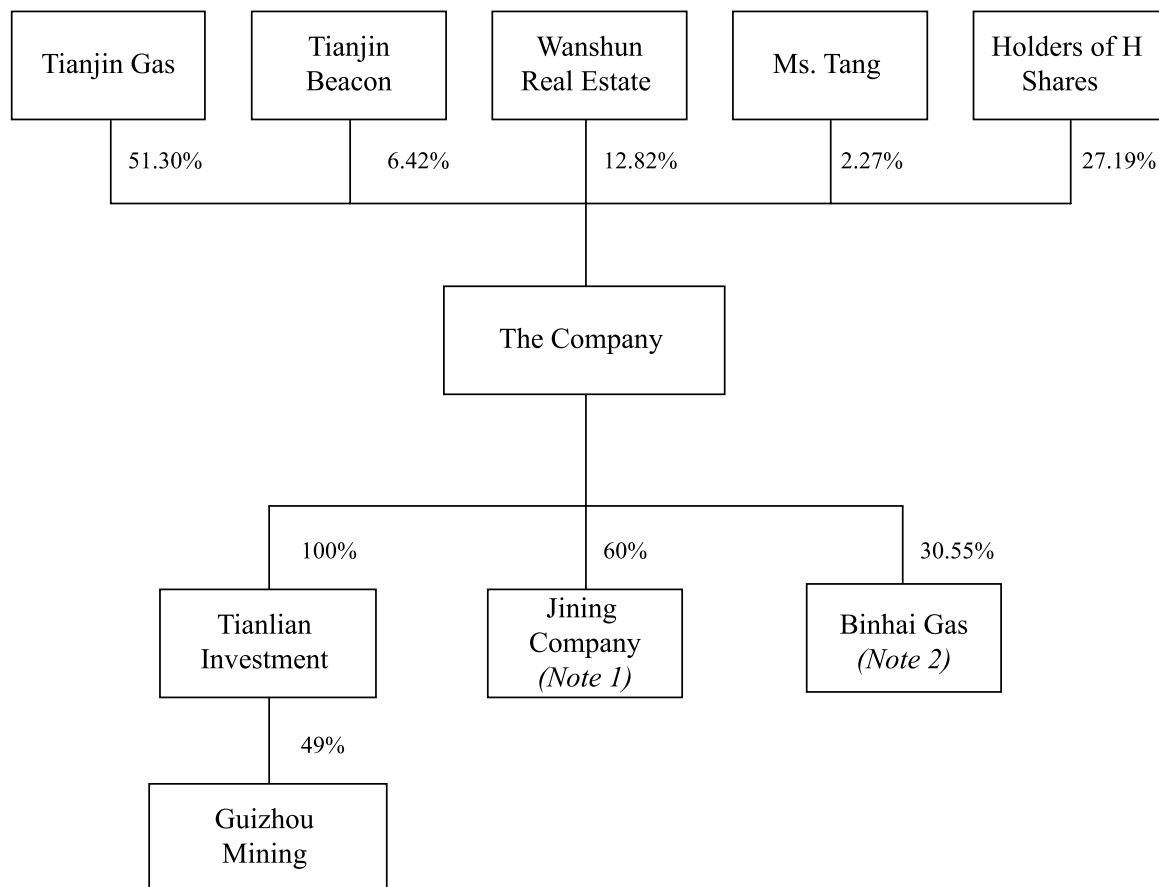 Tianjin Gas
Tianjin
Beacon
Wanshun
Real Estate
Ms. Tang
Holders of H
Shares
51.30%
6.42%
12.82%
2.27%
27.19%
The Company
100%
60%
30.55%
Tianlian
Investment
Jining
Company
(Note 1)
Binhai Gas
(Note 2)
49%
Guizhou
Mining